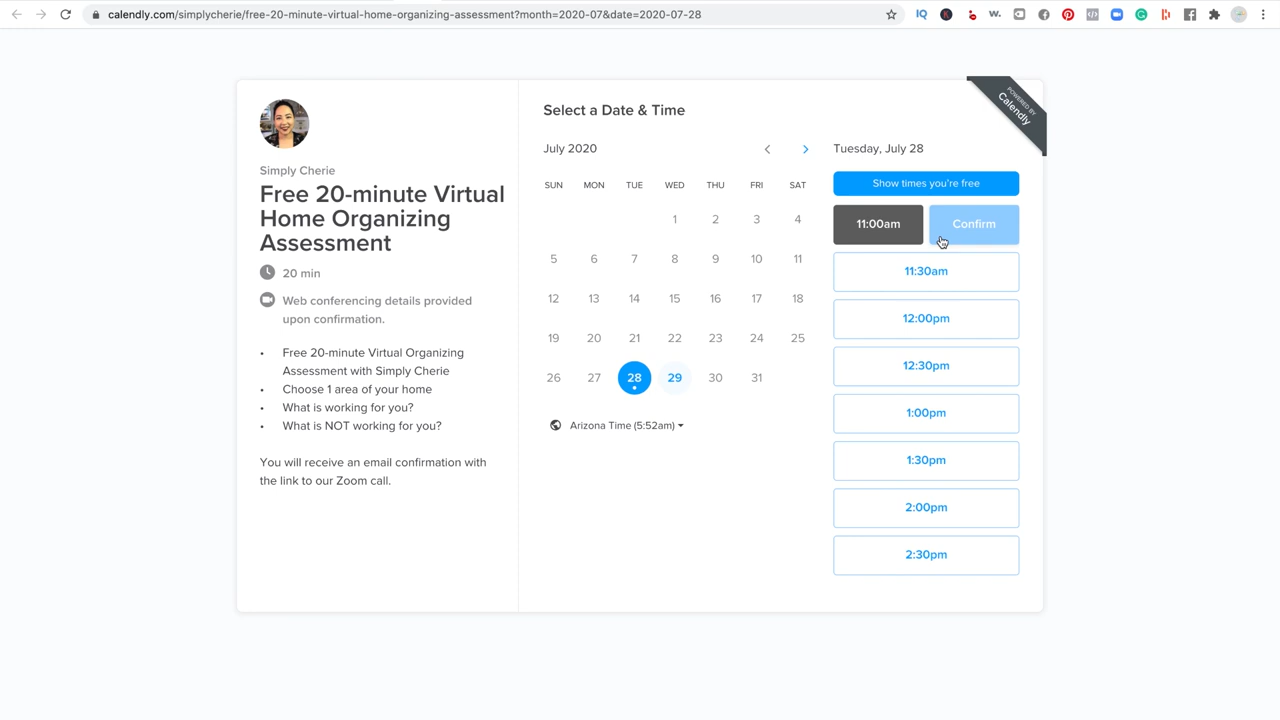 calendly.com/simplycherie/free-20-minute-virtual-home-organizing-assessment?month=2020-07&date=2020-07-28
IQ
w.
POWERED BY
Calendly
Simply Cherie
Free 20-minute Virtual
Home Organizing
Assessment
20 min
Web conferencing details provided
upon confirmation.
• Free 20-minute Virtual Organizing
Assessment with Simply Cherie
• Choose 1 area of your home
• What is working for you?
• What is NOT working for you?
You will receive an email confirmation with
the link to our Zoom call.
Select a Date & Time
July 2020
SUN MON TUE WED THU FRI SAT
1 2 3 4
5 6 7 8 9 10 11
12 13 14 15 16 17 18
19 20 21 22 23 24 25
26 27 28 29 30 31
Arizona Time (5:52am)
Tuesday, July 28
Show times you're free
11:00am Confirm
11:30am
12:00pm
12:30pm
1:00pm
1:30pm
2:00pm
2:30pm